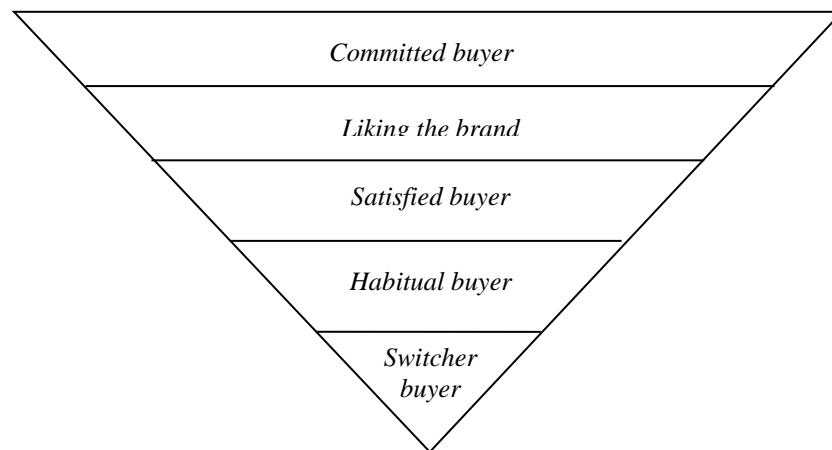 Committed buyer
Liking the brand
Satisfied buyer
Habitual buyer
Switcher
buyer